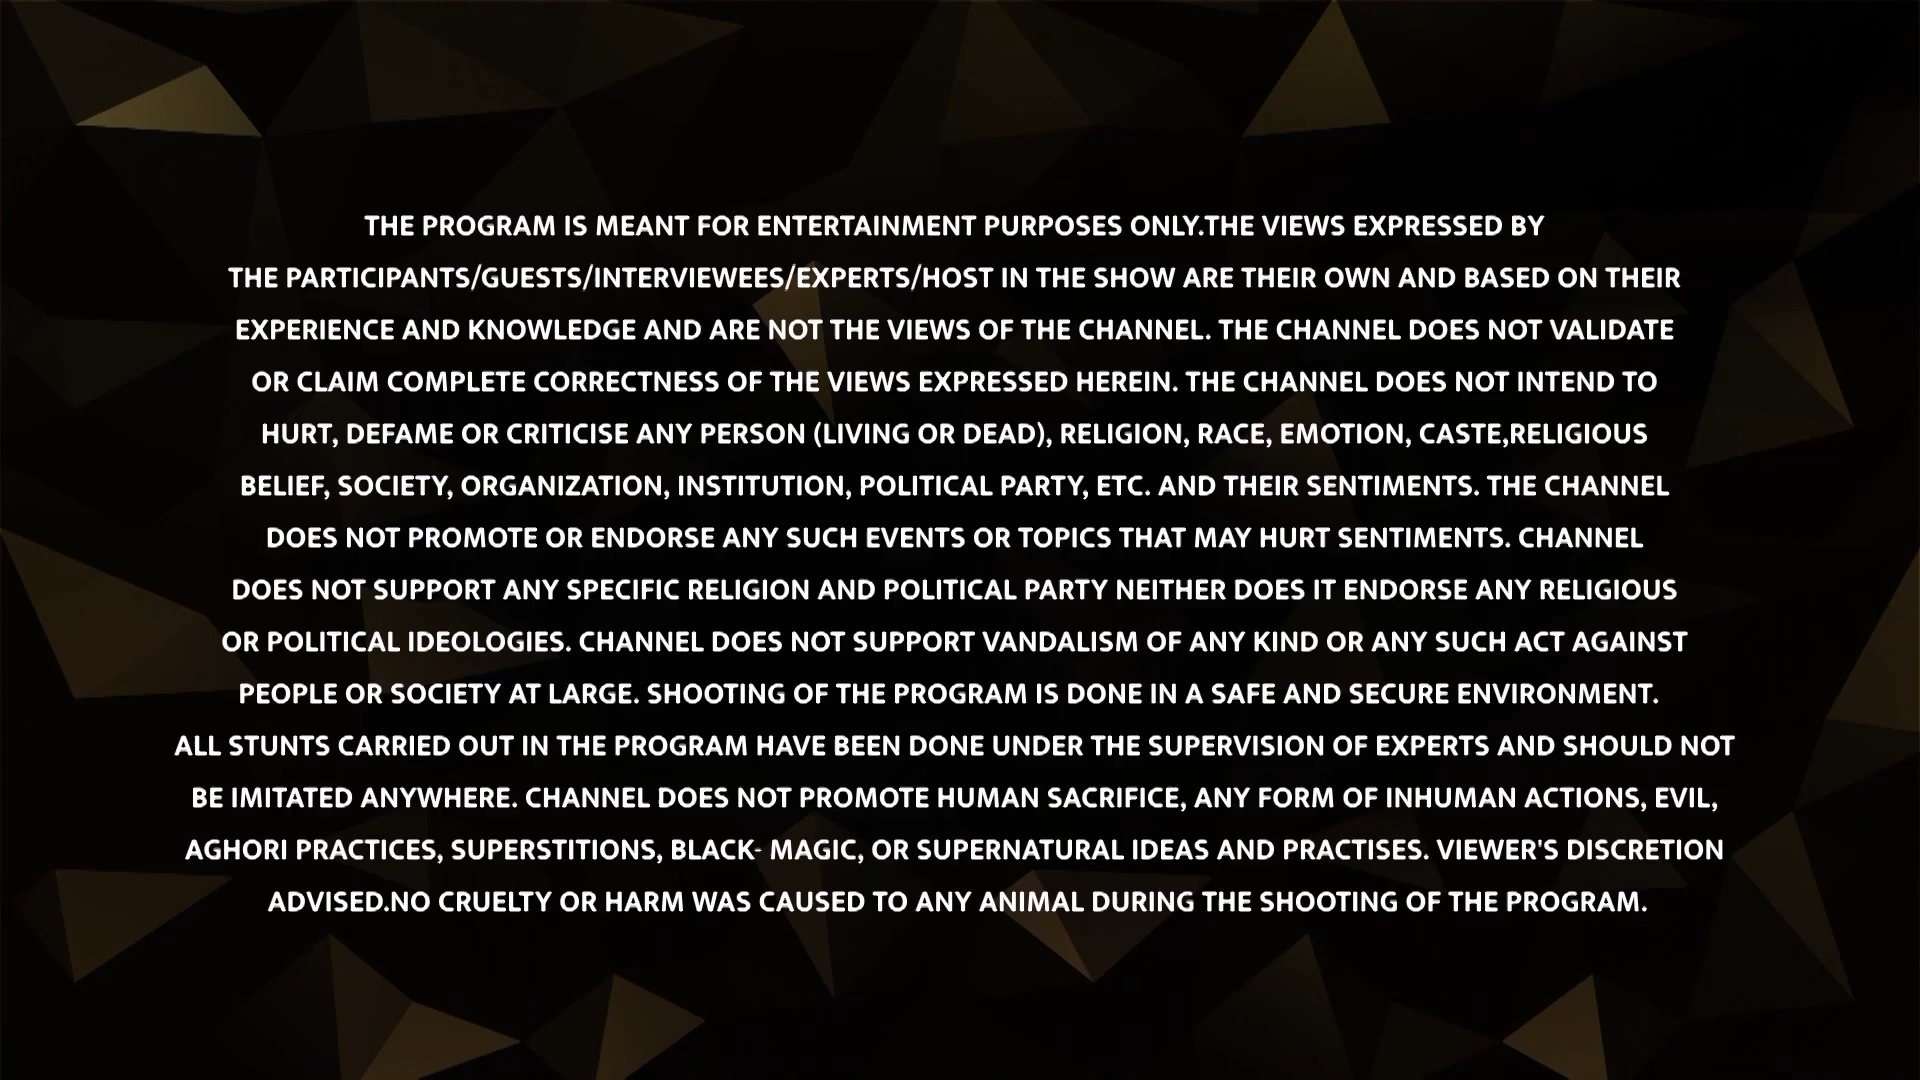 THE PROGRAM IS MEANT FOR ENTERTAINMENT PURPOSES ONLY.THE VIEWS EXPRESSED BY
THE PARTICIPANTS/GUESTS/INTERVIEWEES/EXPERTS/HOST IN THE SHOW ARE THEIR OWN AND BASED ON THEIR
EXPERIENCE AND KNOWLEDGE AND ARE NOT THE VIEWS OF THE CHANNEL. THE CHANNEL DOES NOT VALIDATE
OR CLAIM COMPLETE CORRECTNESS OF THE VIEWS EXPRESSED HEREIN. THE CHANNEL DOES NOT INTEND TO
HURT, DEFAME OR CRITICISE ANY PERSON (LIVING OR DEAD), RELIGION, RACE, EMOTION, CASTE,RELIGIOUS
BELIEF, SOCIETY, ORGANIZATION, INSTITUTION, POLITICAL PARTY, ETC. AND THEIR SENTIMENTS. THE CHANNEL
DOES NOT PROMOTE OR ENDORSE ANY SUCH EVENTS OR TOPICS THAT MAY HURT SENTIMENTS. CHANNEL
DOES NOT SUPPORT ANY SPECIFIC RELIGION AND POLITICAL PARTY NEITHER DOES IT ENDORSE ANY RELIGIOUS
OR POLITICAL IDEOLOGIES. CHANNEL DOES NOT SUPPORT VANDALISM OF ANY KIND OR ANY SUCH ACT AGAINST
PEOPLE OR SOCIETY AT LARGE. SHOOTING OF THE PROGRAM IS DONE IN A SAFE AND SECURE ENVIRONMENT.
ALL STUNTS CARRIED OUT IN THE PROGRAM HAVE BEEN DONE UNDER THE SUPERVISION OF EXPERTS AND SHOULD NOT
BE IMITATED ANYWHERE. CHANNEL DOES NOT PROMOTE HUMAN SACRIFICE, ANY FORM OF INHUMAN ACTIONS, EVIL,
AGHORI PRACTICES, SUPERSTITIONS, BLACK- MAGIC, OR SUPERNATURAL IDEAS AND PRACTISES. VIEWER'S DISCRETION
ADVISED.NO CRUELTY OR HARM WAS CAUSED TO ANY ANIMAL DURING THE SHOOTING OF THE PROGRAM.